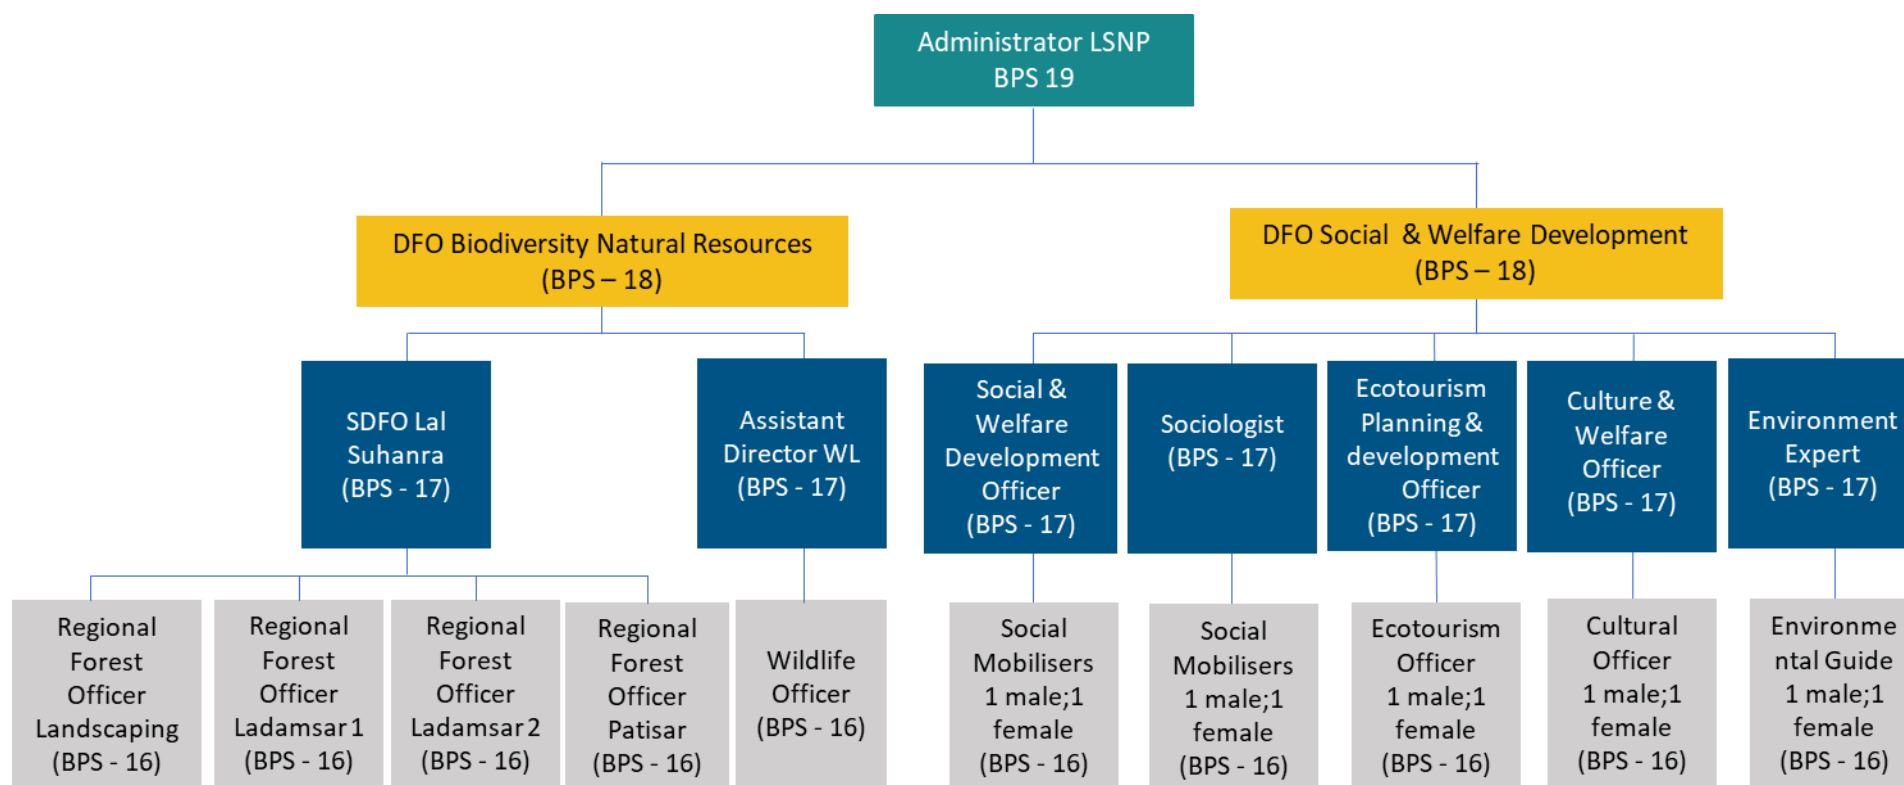 Administrator LSNP
BPS 19
DFO Biodiversity Natural Resources
(BPS – 18)
DFO Social & Welfare Development
(BPS – 18)
SDFO Lal
Suhanra
(BPS - 17)
Assistant
Director WL
(BPS - 17)
Social &
Welfare
Development
Officer
(BPS - 17)
Sociologist
(BPS - 17)
Ecotourism
Planning &
development
Officer
(BPS - 17)
Culture &
Welfare
Officer
(BPS - 17)
Environment
Expert
(BPS - 17)
Regional
Forest
Officer
Landscaping
(BPS - 16)
Regional
Forest
Officer
Ladamsar 1
(BPS - 16)
Regional
Forest
Officer
Ladamsar 2
(BPS - 16)
Regional
Forest
Officer
Patisar
(BPS - 16)
Wildlife
Officer
(BPS - 16)
Social
Mobilisers
1 male;1
female
(BPS - 16)
Social
Mobilisers
1 male;1
female
(BPS - 16)
Ecotourism
Officer
1 male;1
female
(BPS - 16)
Cultural
Officer
1 male;1
female
(BPS - 16)
Environme
ntal Guide
1 male;1
female
(BPS - 16)